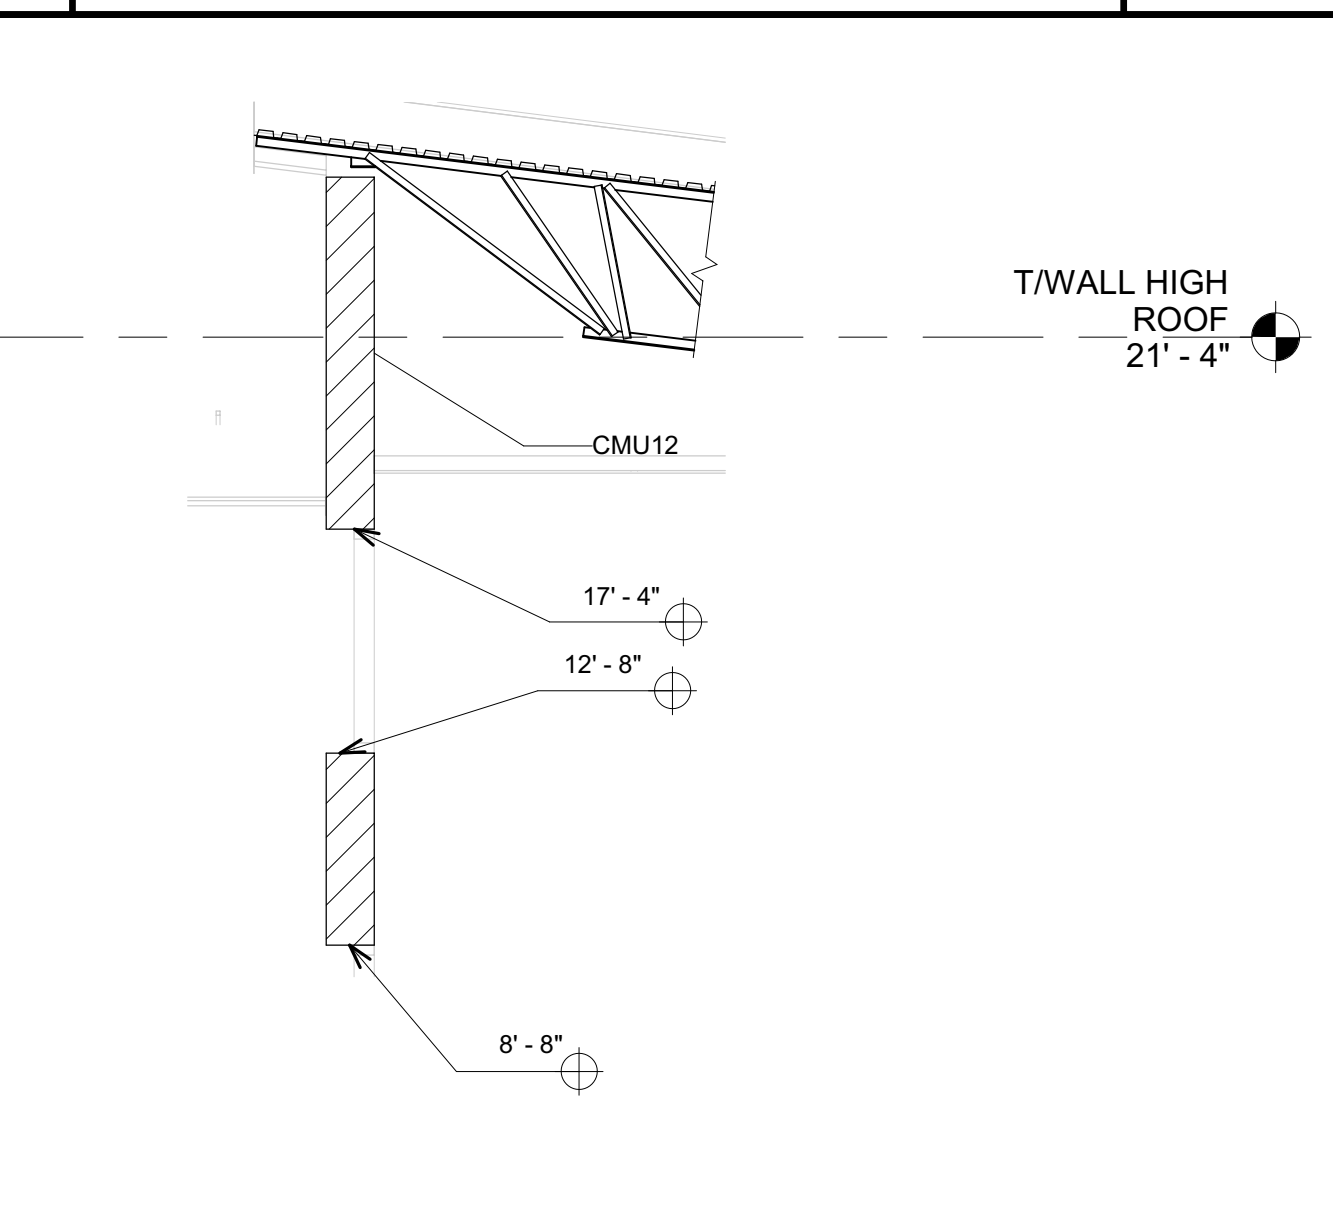 T/WALL HIGH
ROOF
21' - 4"
CMU12
17' - 4"
12' - 8"
8' - 8"